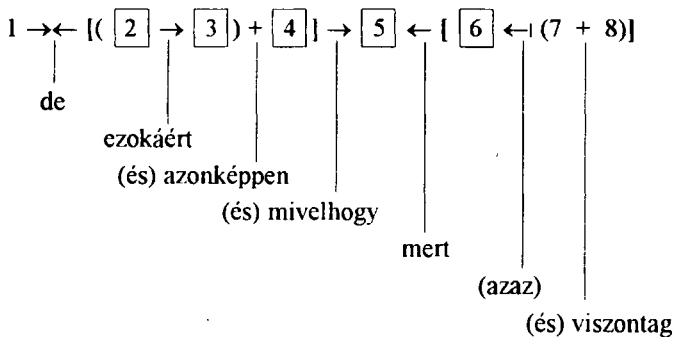 1 →← [( 2 → 3 ) + 4 ] → 5 ← [ 6 ←ı (7 + 8)]
de
ezokáért
(és) azonképpen
(és) mivelhogy
mert
(azaz)
(és) viszontag